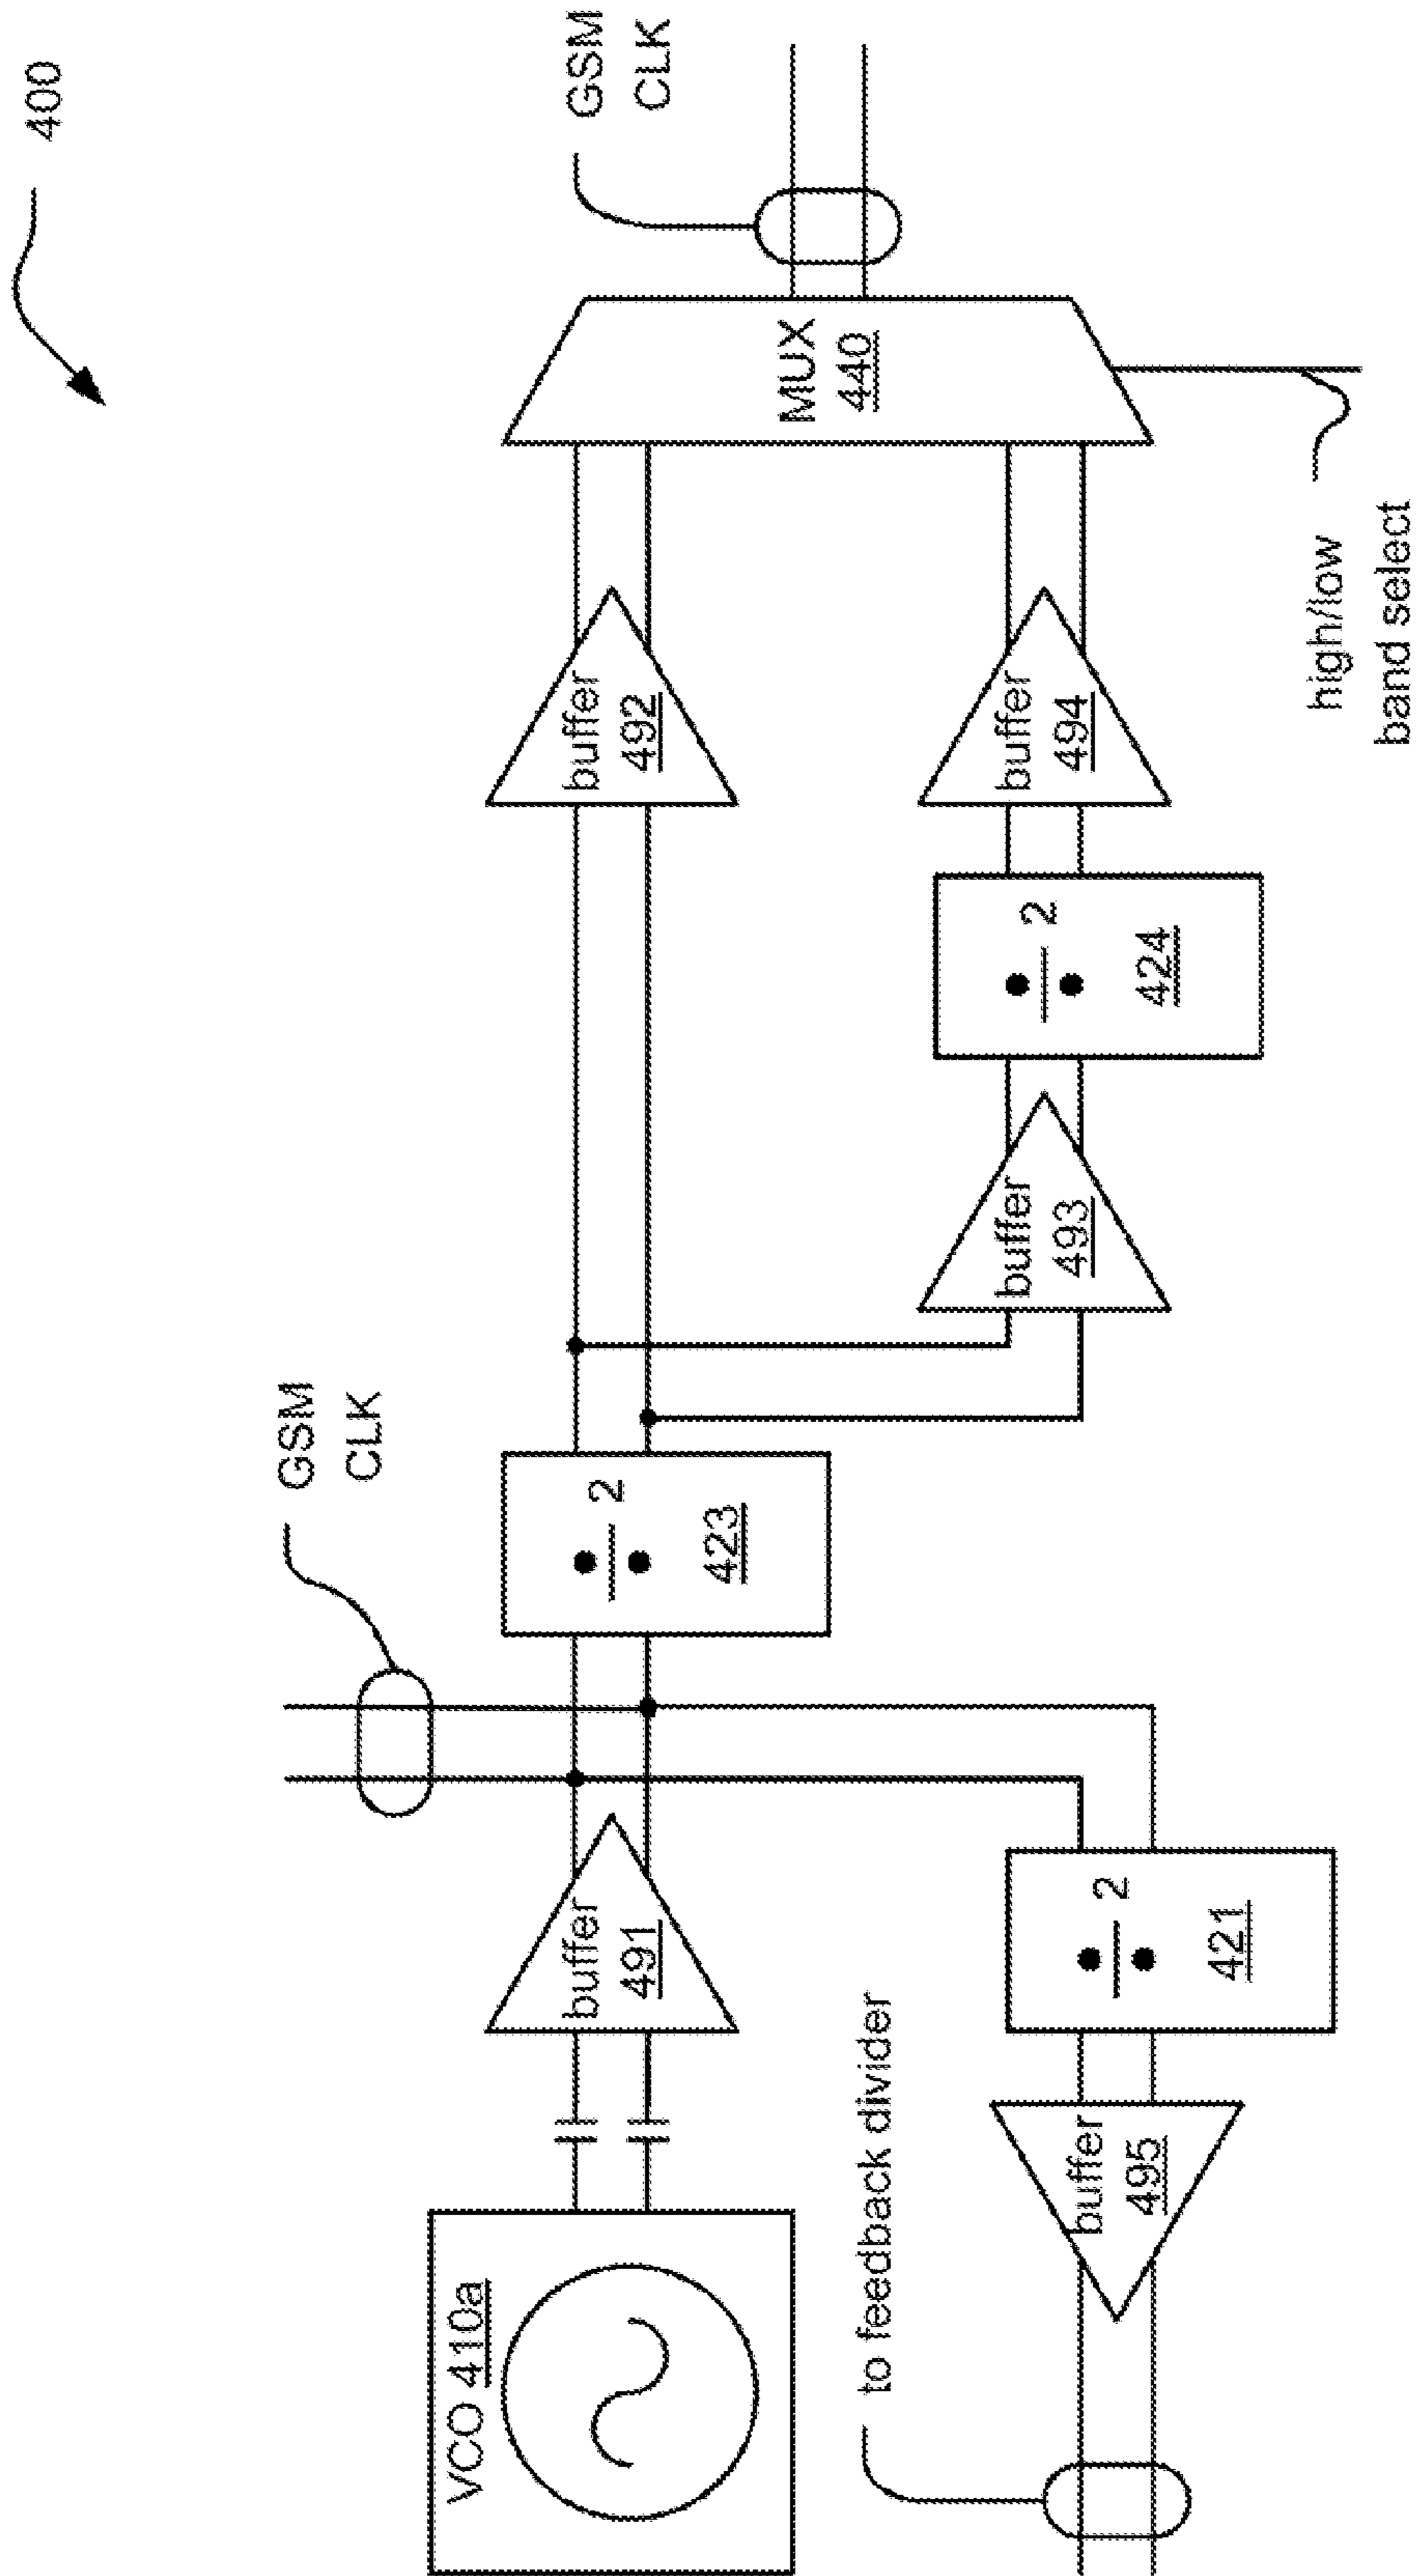 400
GSM
CLK
GSM
CLK
VCO 410a
buffer
491
÷ 2
423
buffer
492
MUX
440
buffer
493
÷ 2
424
buffer
494
high/low
band select
to feedback divider
buffer
495
÷ 2
421